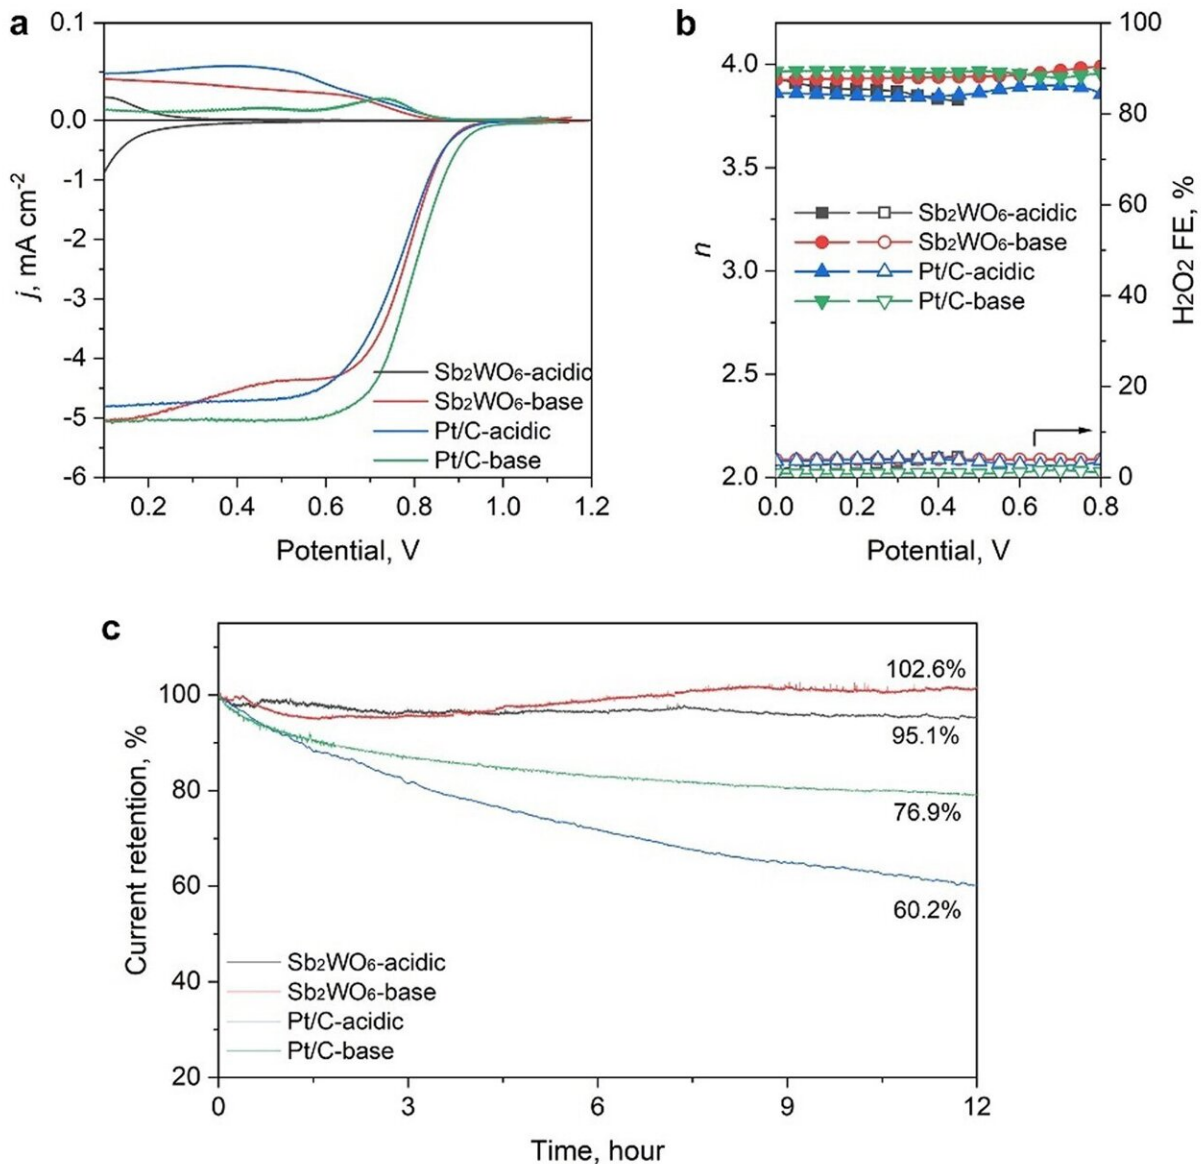 a
0.1
0.0
-1
-2
-3
-4
-5
-6
j, mA cm⁻²
Sb₂WO₆-acidic
Sb₂WO₆-base
Pt/C-acidic
Pt/C-base
0.2 0.4 0.6 0.8 1.0 1.2
Potential, V
b
4.0
3.5
3.0
2.5
2.0
n
Sb₂WO₆-acidic
Sb₂WO₆-base
Pt/C-acidic
Pt/C-base
100
80
60
40
20
0
H₂O₂ FE, %
0.0 0.2 0.4 0.6 0.8
Potential, V
c
100
80
60
40
20
Current retention, %
102.6%
95.1%
76.9%
60.2%
Sb₂WO₆-acidic
Sb₂WO₆-base
Pt/C-acidic
Pt/C-base
0 3 6 9 12
Time, hour